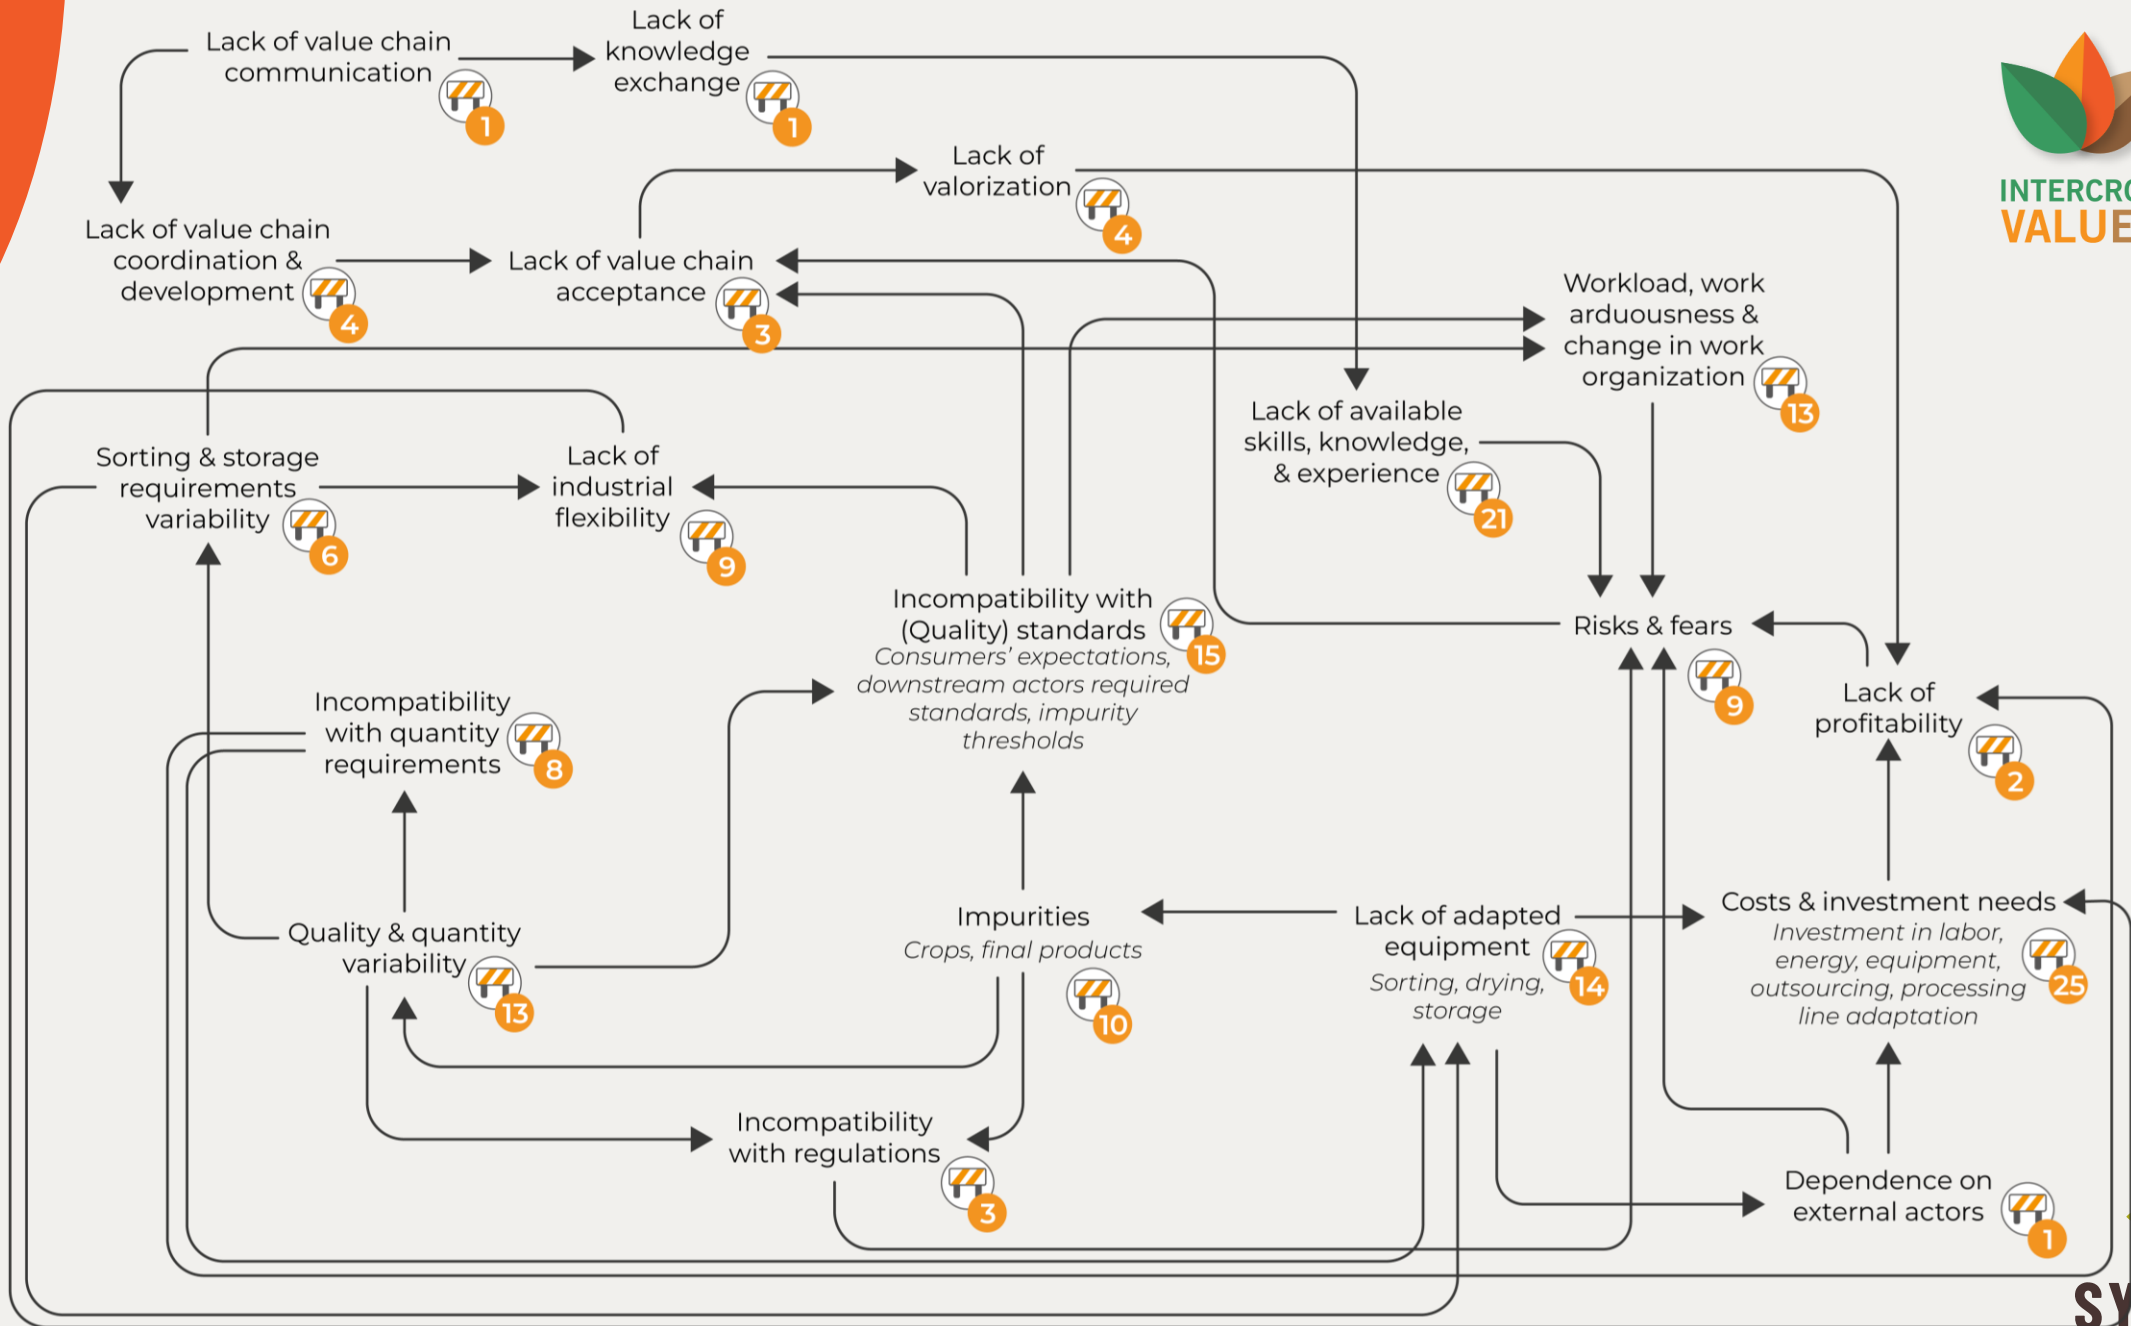 Lack of value chain
communication
1
Lack of
knowledge
exchange
1
Lack of
valorization
4
INTERCRO
VALUE
Lack of value chain
coordination &
development
4
Lack of value chain
acceptance
3
Workload, work
arduousness &
change in work
organization
13
Lack of available
skills, knowledge,
& experience
21
Sorting & storage
requirements
variability
6
Lack of
industrial
flexibility
9
Incompatibility with
(Quality) standards
Consumers' expectations,
downstream actors required
standards, impurity
thresholds
15
Risks & fears
9
Lack of
profitability
2
Incompatibility
with quantity
requirements
8
Quality & quantity
variability
13
Impurities
Crops, final products
10
Lack of adapted
equipment
Sorting, drying,
storage
14
Costs & investment needs
Investment in labor,
energy, equipment,
outsourcing, processing
line adaptation
25
Incompatibility
with regulations
3
Dependence on
external actors
1
SY